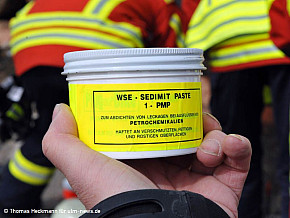 WSE - SEDIMIT PASTE
1 - PMP
ZUM ABDICHTEN VON LECKAGEN BEI AUSLAUFENDEN
PETROCHEMIKALIEN
HAFTET AN VERSCHMUTZTEN, FETTIGEN
UND ROSTIGEN OBERFLÄCHEN
©Thomas Heckmann für ulm-news.de